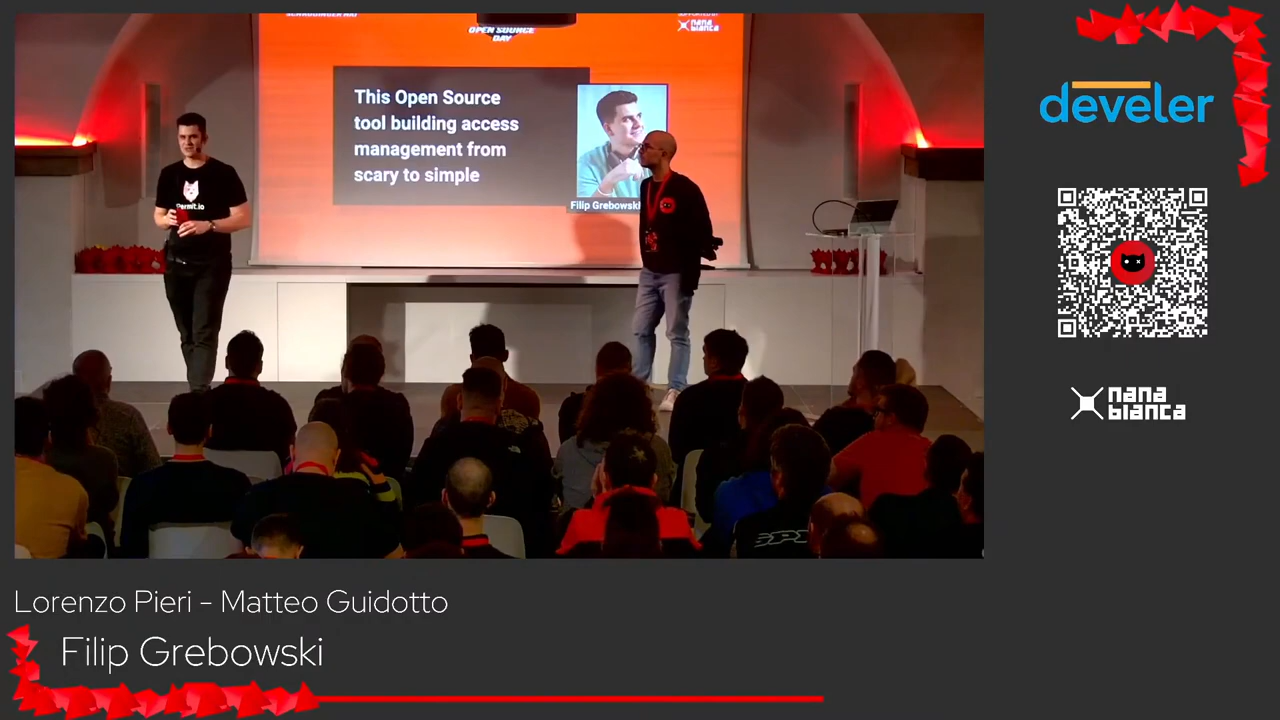 OPEN SOURCE
DAY
nana
bianca
This Open Source
tool building access
management from
scary to simple
Filip Grebowski
Permit.io
develer
nana
bianca
Lorenzo Pieri - Matteo Guidotto
Filip Grebowski